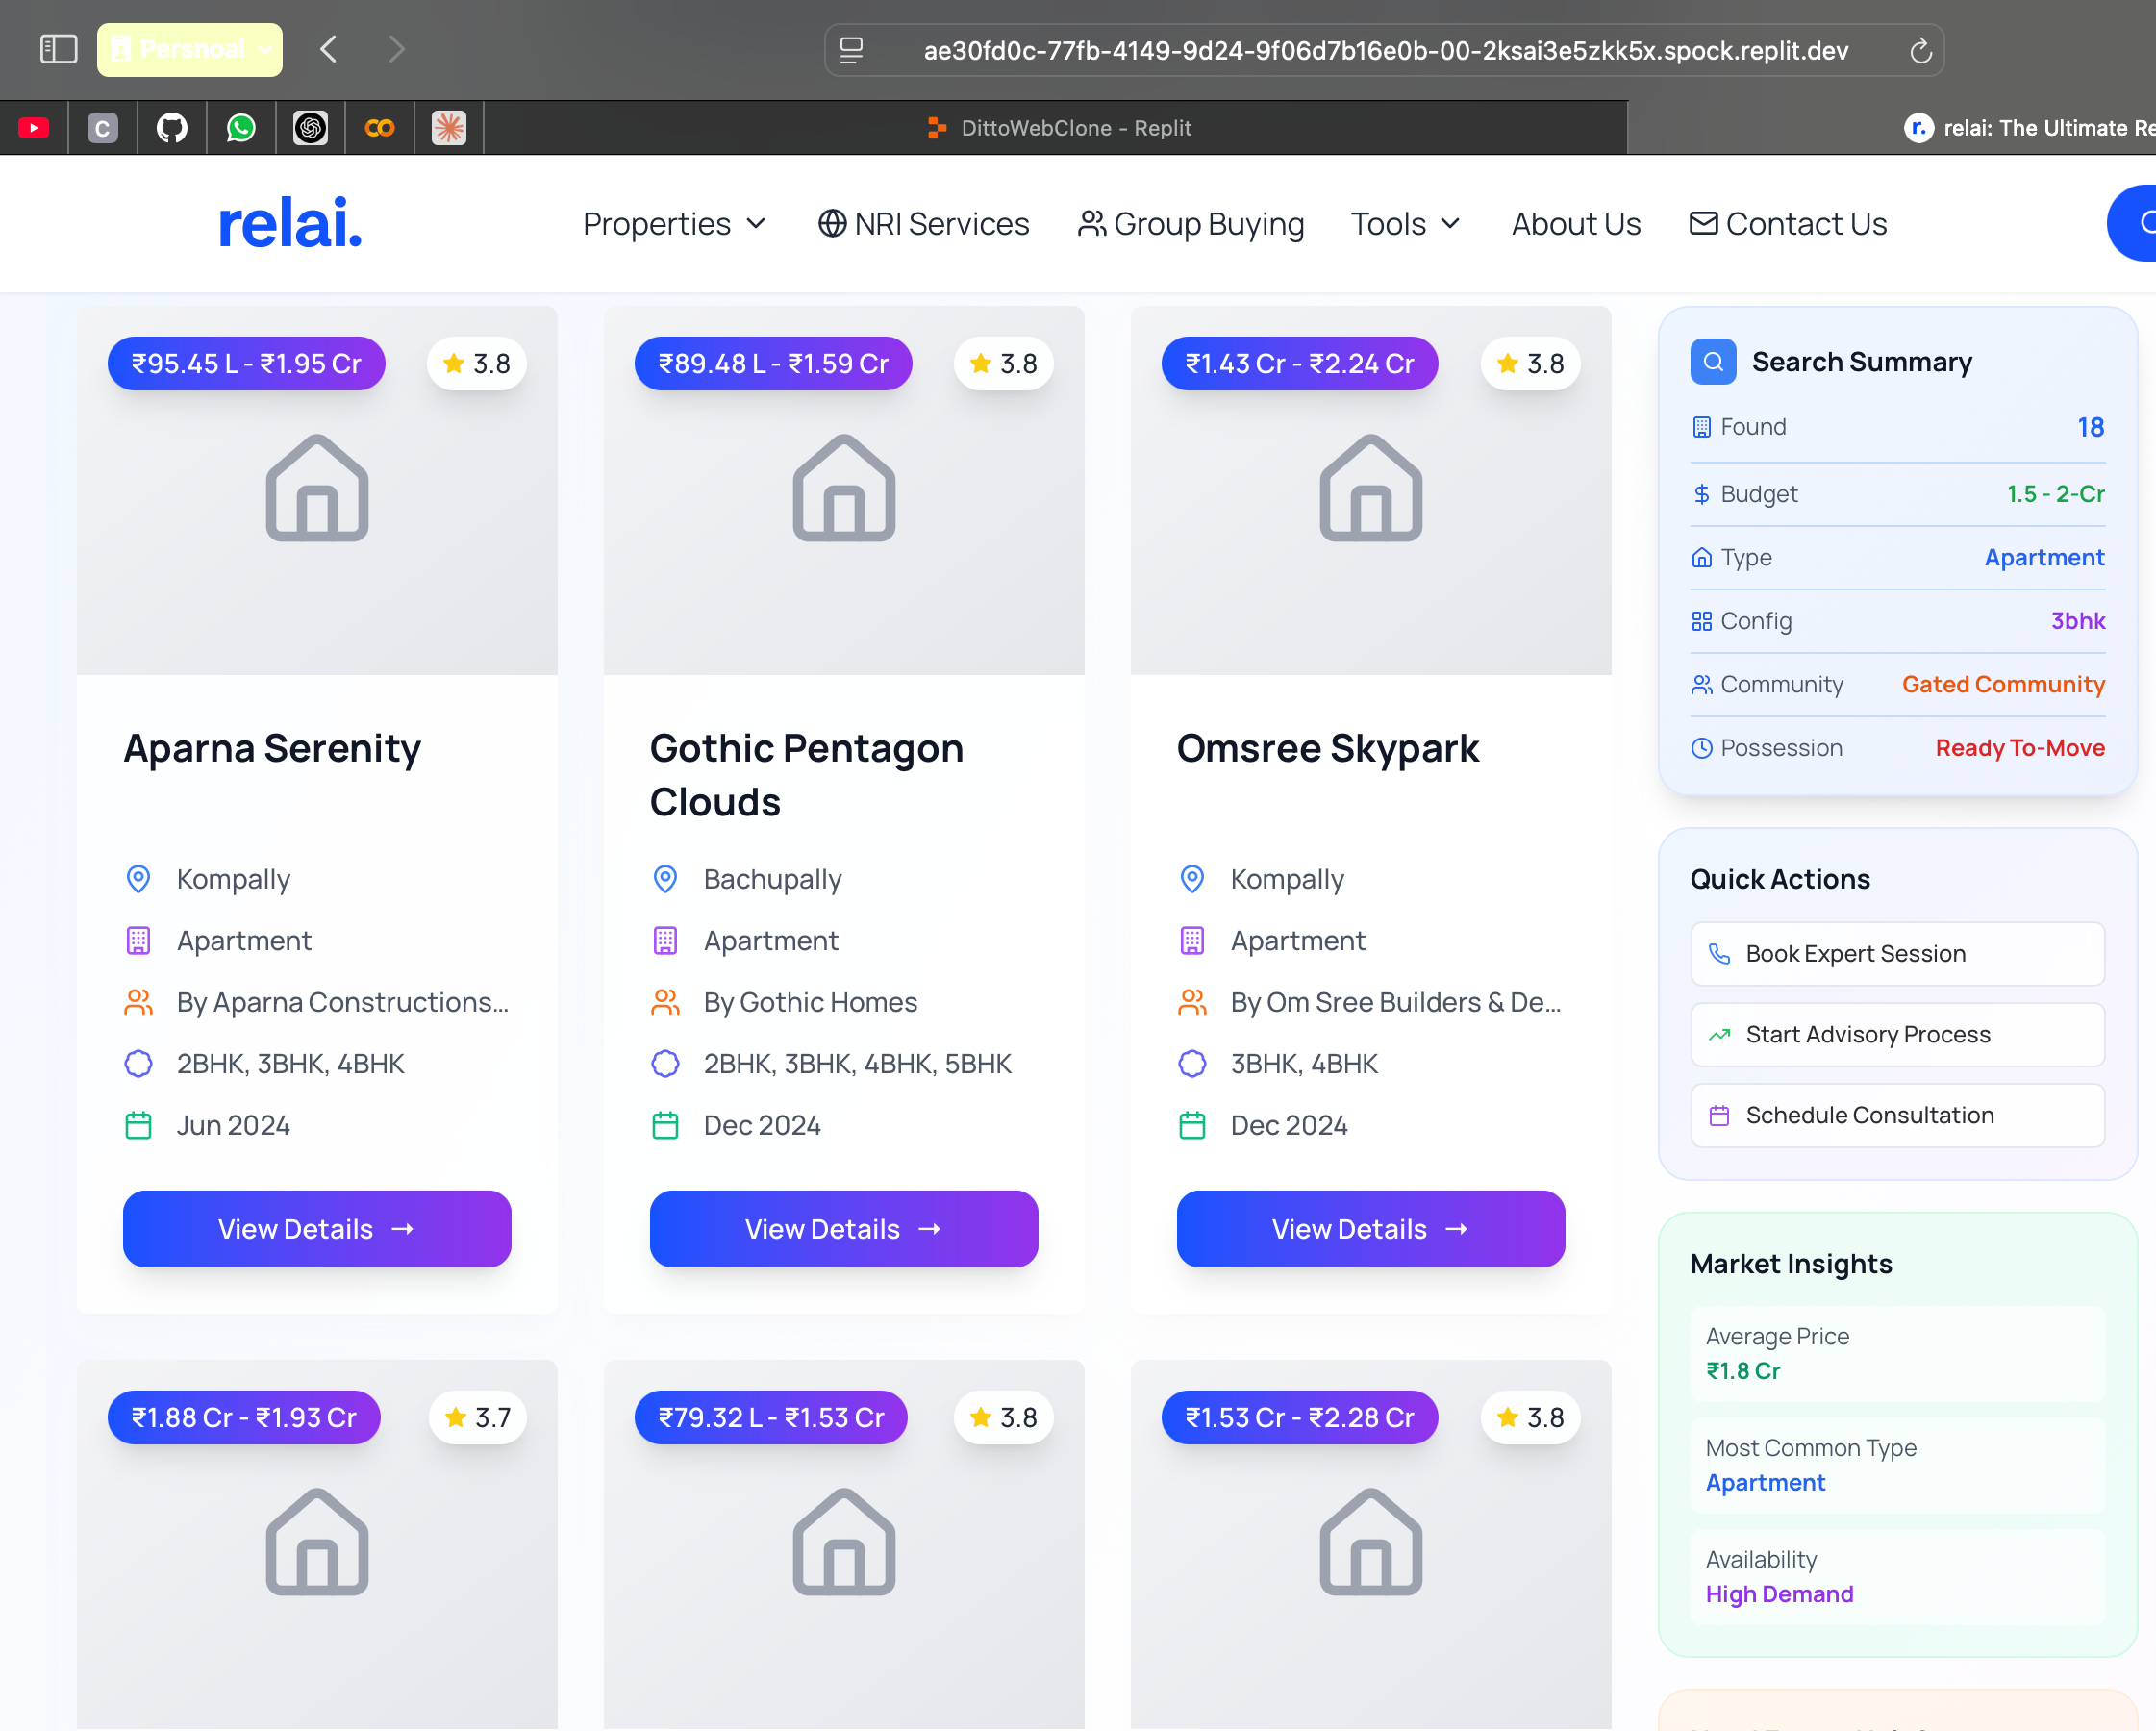 Persnoal
ae30fd0c-77fb-4149-9d24-9f06d7b16e0b-00-2ksai3e5zkk5x.spock.replit.dev
C
DittoWebClone - Replit
r. relai: The Ultimate Re
relai.
Properties
NRI Services
Group Buying
Tools
About Us
Contact Us
₹95.45 L - ₹1.95 Cr
3.8
Aparna Serenity
Kompally
Apartment
By Aparna Constructions...
2BHK, 3BHK, 4BHK
Jun 2024
View Details →
₹89.48 L - ₹1.59 Cr
3.8
Gothic Pentagon
Clouds
Bachupally
Apartment
By Gothic Homes
2BHK, 3BHK, 4BHK, 5BHK
Dec 2024
View Details →
₹1.43 Cr - ₹2.24 Cr
3.8
Omsree Skypark
Kompally
Apartment
By Om Sree Builders & De...
3BHK, 4BHK
Dec 2024
View Details →
₹1.88 Cr - ₹1.93 Cr
3.7
₹79.32 L - ₹1.53 Cr
3.8
₹1.53 Cr - ₹2.28 Cr
3.8
Search Summary
Found 18
Budget 1.5 - 2-Cr
Type Apartment
Config 3bhk
Community Gated Community
Possession Ready To-Move
Quick Actions
Book Expert Session
Start Advisory Process
Schedule Consultation
Market Insights
Average Price
₹1.8 Cr
Most Common Type
Apartment
Availability
High Demand